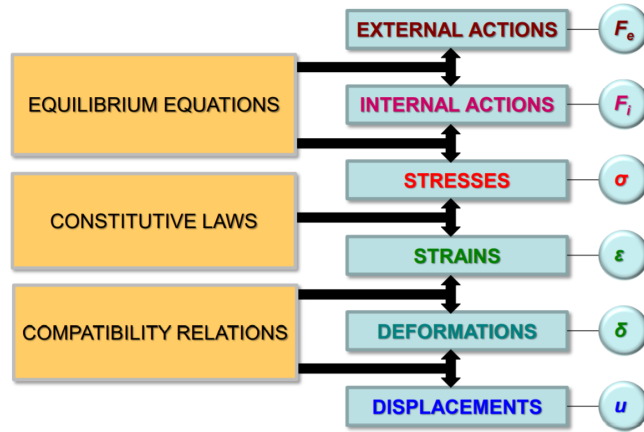 EXTERNAL ACTIONS
Fe
EQUILIBRIUM EQUATIONS
INTERNAL ACTIONS
Fi
STRESSES
σ
CONSTITUTIVE LAWS
STRAINS
ε
COMPATIBILITY RELATIONS
DEFORMATIONS
δ
DISPLACEMENTS
u